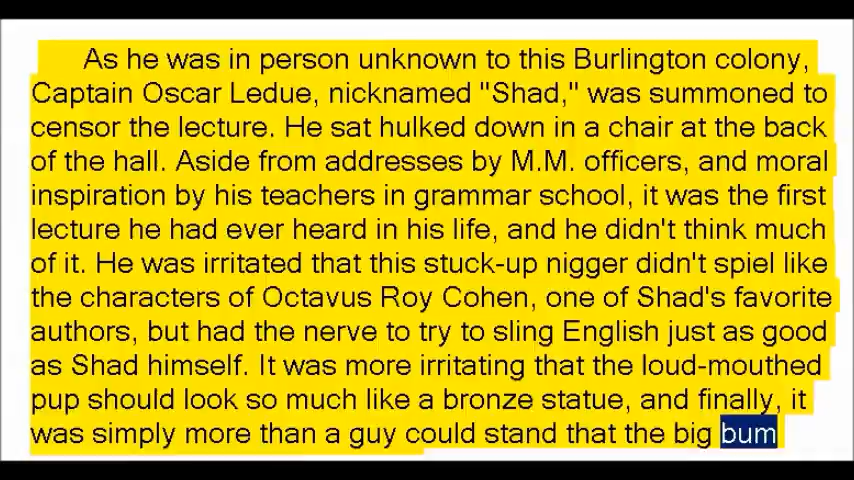 As he was in person unknown to this Burlington colony,
Captain Oscar Ledue, nicknamed "Shad," was summoned to
censor the lecture. He sat hulked down in a chair at the back
of the hall. Aside from addresses by M.M. officers, and moral
inspiration by his teachers in grammar school, it was the first
lecture he had ever heard in his life, and he didn't think much
of it. He was irritated that this stuck-up nigger didn't spiel like
the characters of Octavus Roy Cohen, one of Shad's favorite
authors, but had the nerve to try to sling English just as good
as Shad himself. It was more irritating that the loud-mouthed
pup should look so much like a bronze statue, and finally, it
was simply more than a guy could stand that the big bum